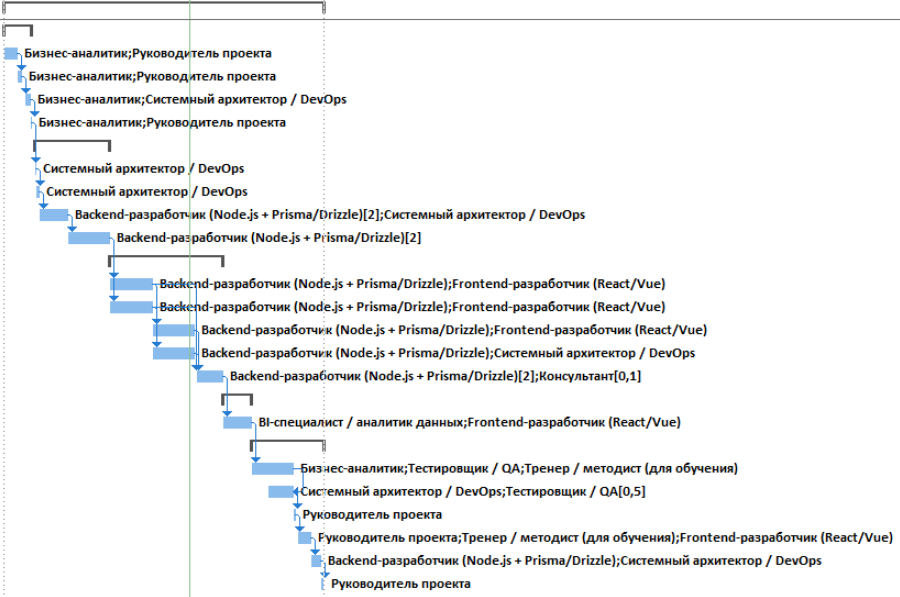 Бизнес-аналитик;Руководитель проекта
Бизнес-аналитик;Руководитель проекта
Бизнес-аналитик;Системный архитектор / DevOps
Бизнес-аналитик;Руководитель проекта
Системный архитектор / DevOps
Системный архитектор / DevOps
Backend-разработчик (Node.js + Prisma/Drizzle)[2];Системный архитектор / DevOps
Backend-разработчик (Node.js + Prisma/Drizzle)[2]
Backend-разработчик (Node.js + Prisma/Drizzle);Frontend-разработчик (React/Vue)
Backend-разработчик (Node.js + Prisma/Drizzle);Frontend-разработчик (React/Vue)
Backend-разработчик (Node.js + Prisma/Drizzle);Frontend-разработчик (React/Vue)
Backend-разработчик (Node.js + Prisma/Drizzle);Системный архитектор / DevOps
Backend-разработчик (Node.js + Prisma/Drizzle)[2];Консультант[0,1]
BI-специалист / аналитик данных;Frontend-разработчик (React/Vue)
Бизнес-аналитик;Тестировщик / QA;Тренер / методист (для обучения)
Системный архитектор / DevOps;Тестировщик / QA[0,5]
Руководитель проекта
Руководитель проекта;Тренер / методист (для обучения);Frontend-разработчик (React/Vue)
Backend-разработчик (Node.js + Prisma/Drizzle);Системный архитектор / DevOps
Руководитель проекта